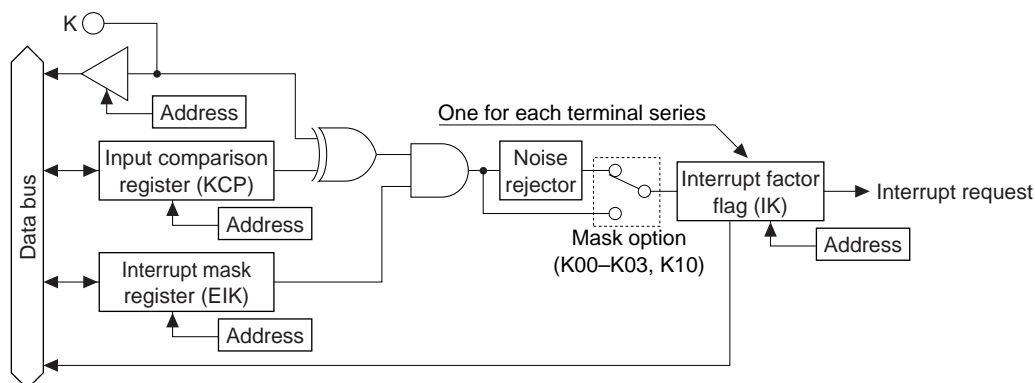 K
Address
One for each terminal series
Input comparison
register (KCP)
Noise
rejector
Interrupt factor
flag (IK)
Interrupt request
Data bus
Address
Mask option
(K00–K03, K10)
Address
Interrupt mask
register (EIK)
Address